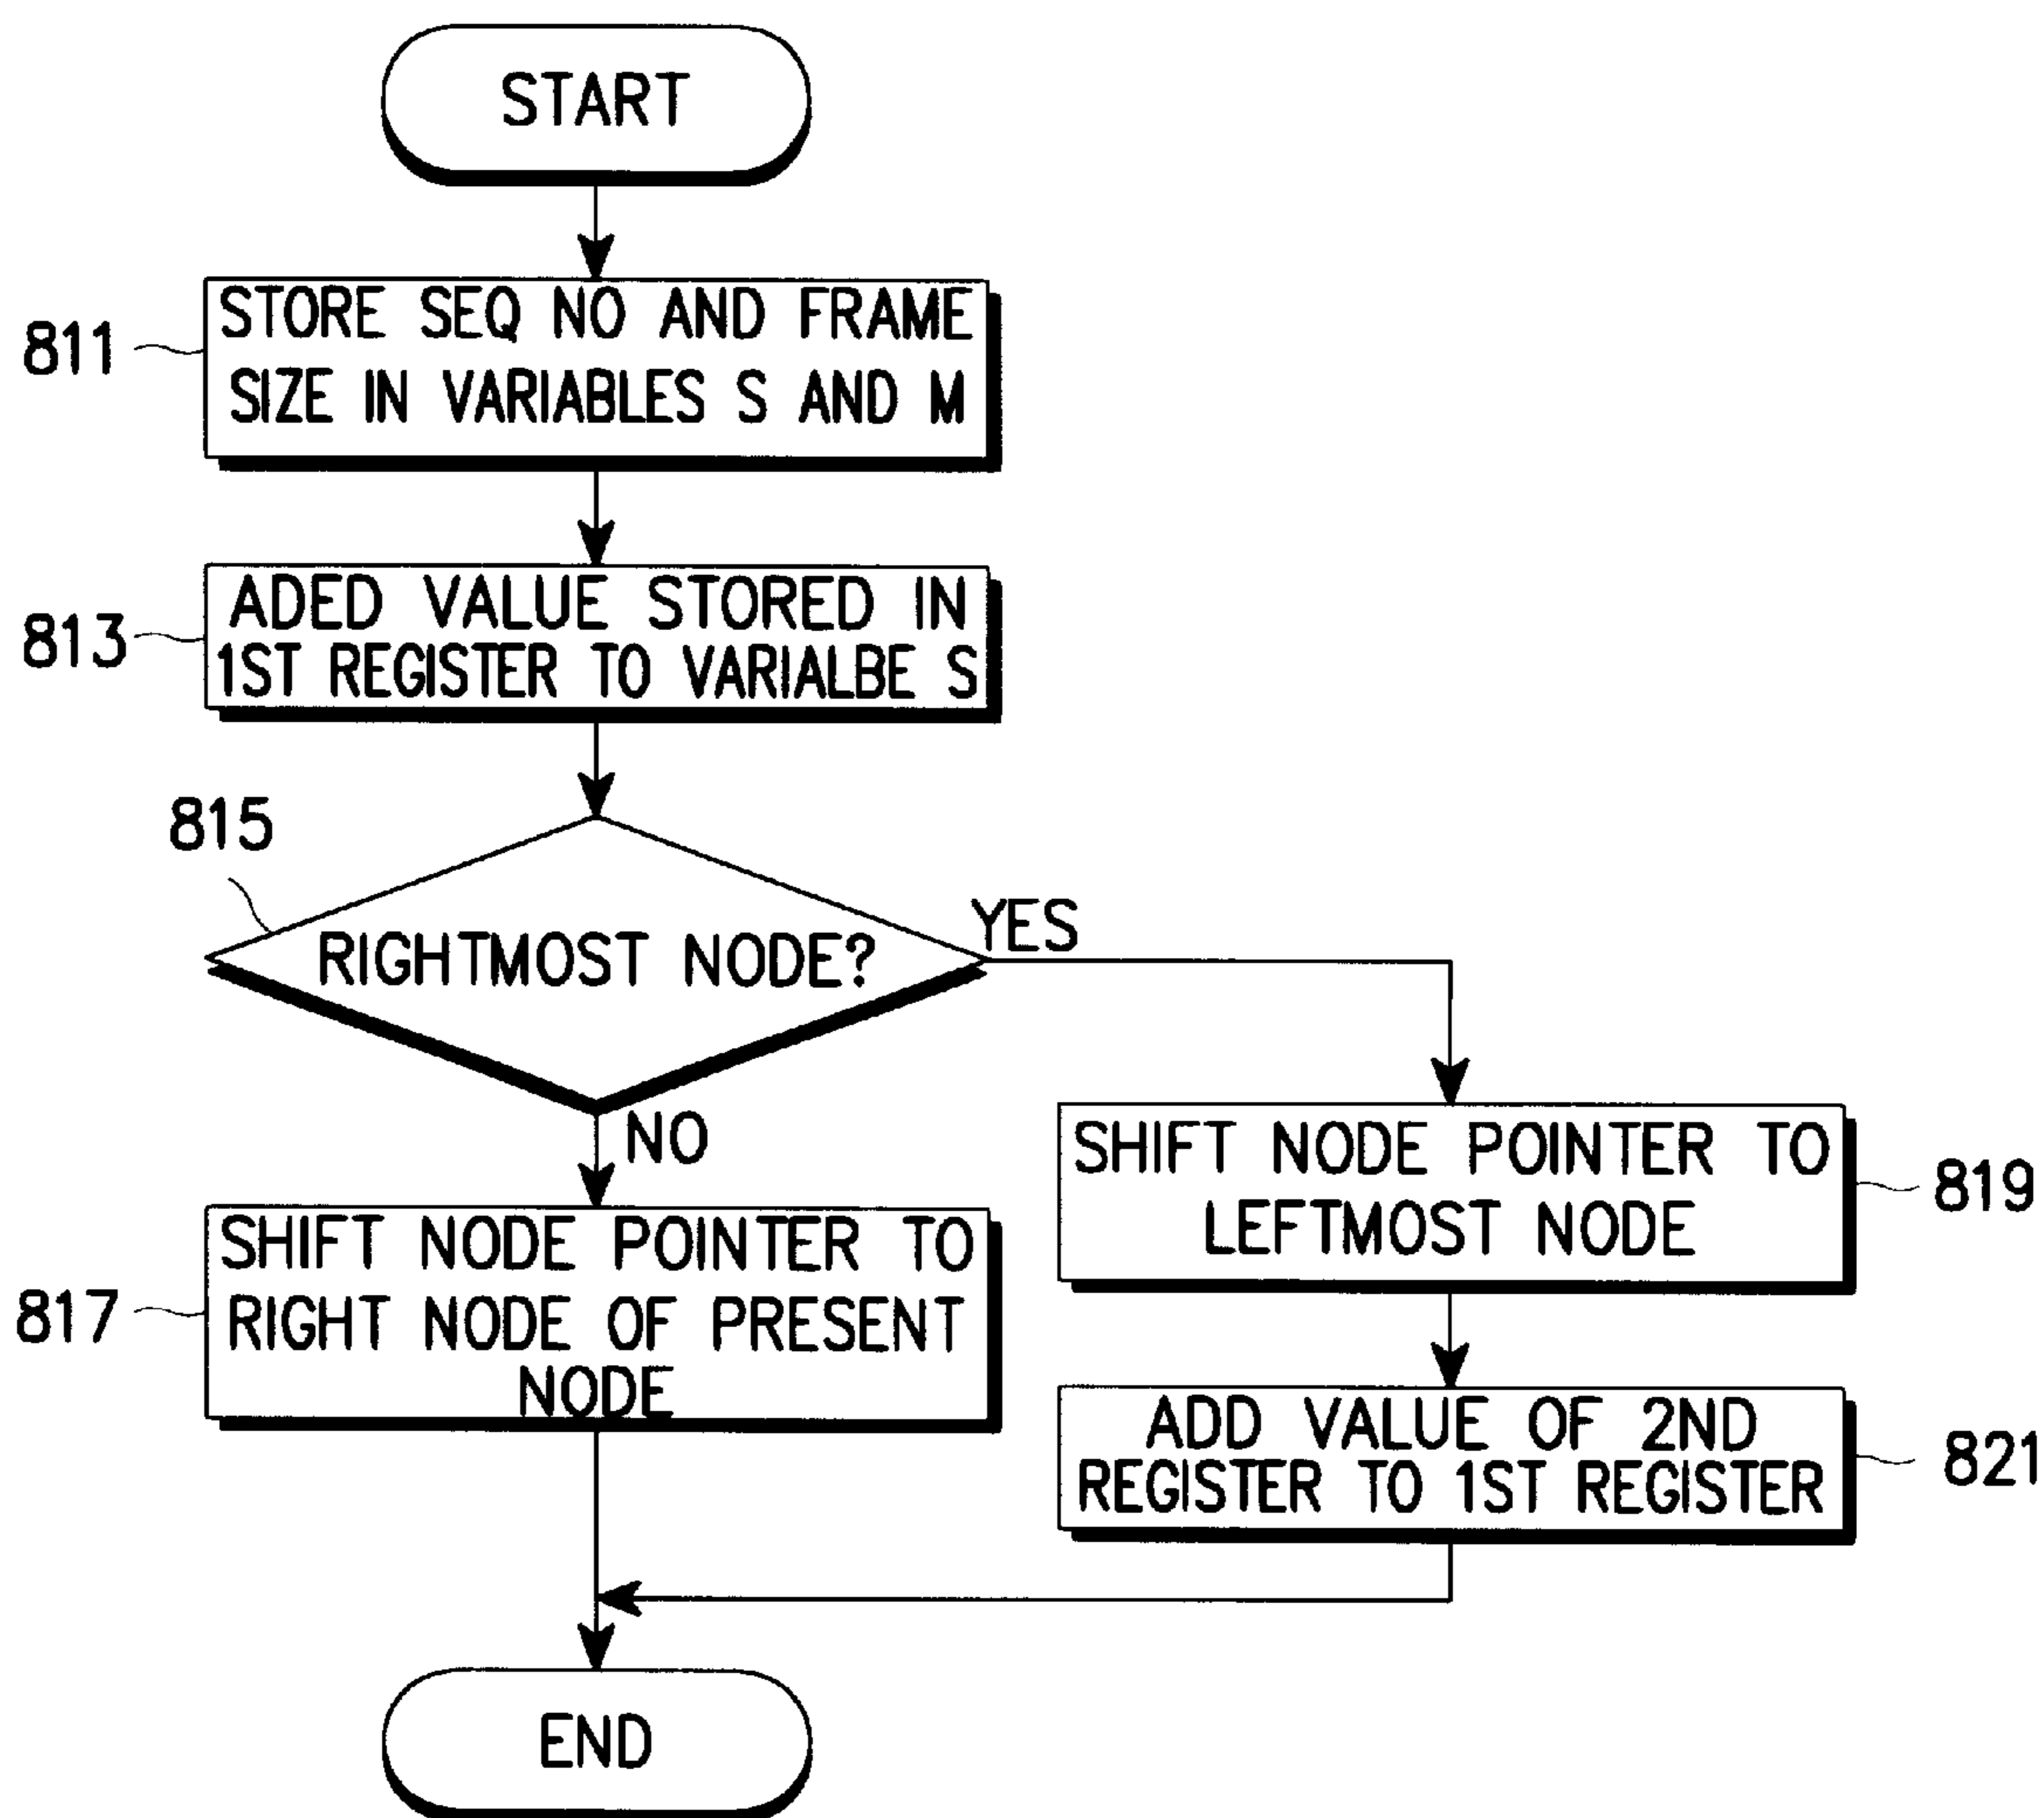 START
811
STORE SEQ NO AND FRAME
SIZE IN VARIABLES S AND M
813
ADED VALUE STORED IN
1ST REGISTER TO VARIALBE S
815
RIGHTMOST NODE?
YES
NO
817
SHIFT NODE POINTER TO
RIGHT NODE OF PRESENT
NODE
SHIFT NODE POINTER TO
LEFTMOST NODE
819
ADD VALUE OF 2ND
REGISTER TO 1ST REGISTER
821
END